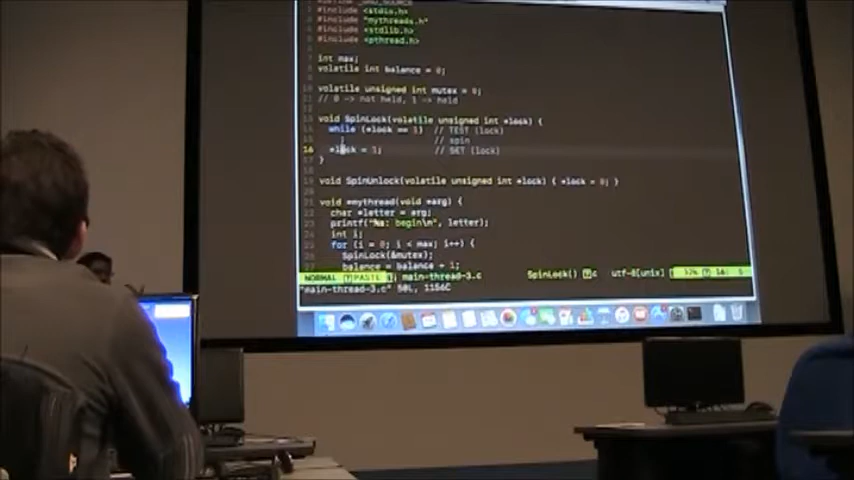 #include <stdio.h>
#include "mythreads.h"
#include <stdlib.h>
#include <pthread.h>
int max;
volatile int balance = 0;
volatile unsigned int mutex = 0;
// 0 -> not held, 1 -> held
void SpinLock(volatile unsigned int *lock) {
while (*lock == 1) // TEST (lock)
; // spin
16 *lock = 1; // SET (lock)
}
void SpinUnlock(volatile unsigned int *lock) { *lock = 0; }
void *mythread(void *arg) {
char *letter = arg;
printf("%s: begin\n", letter);
int i;
for (i = 0; i < max; i++) {
SpinLock(&mutex);
balance = balance + 1;
NORMAL PASTE main-thread-3.c SpinLock() utf-8[unix]
"main-thread-3.c" 50L, 1156C